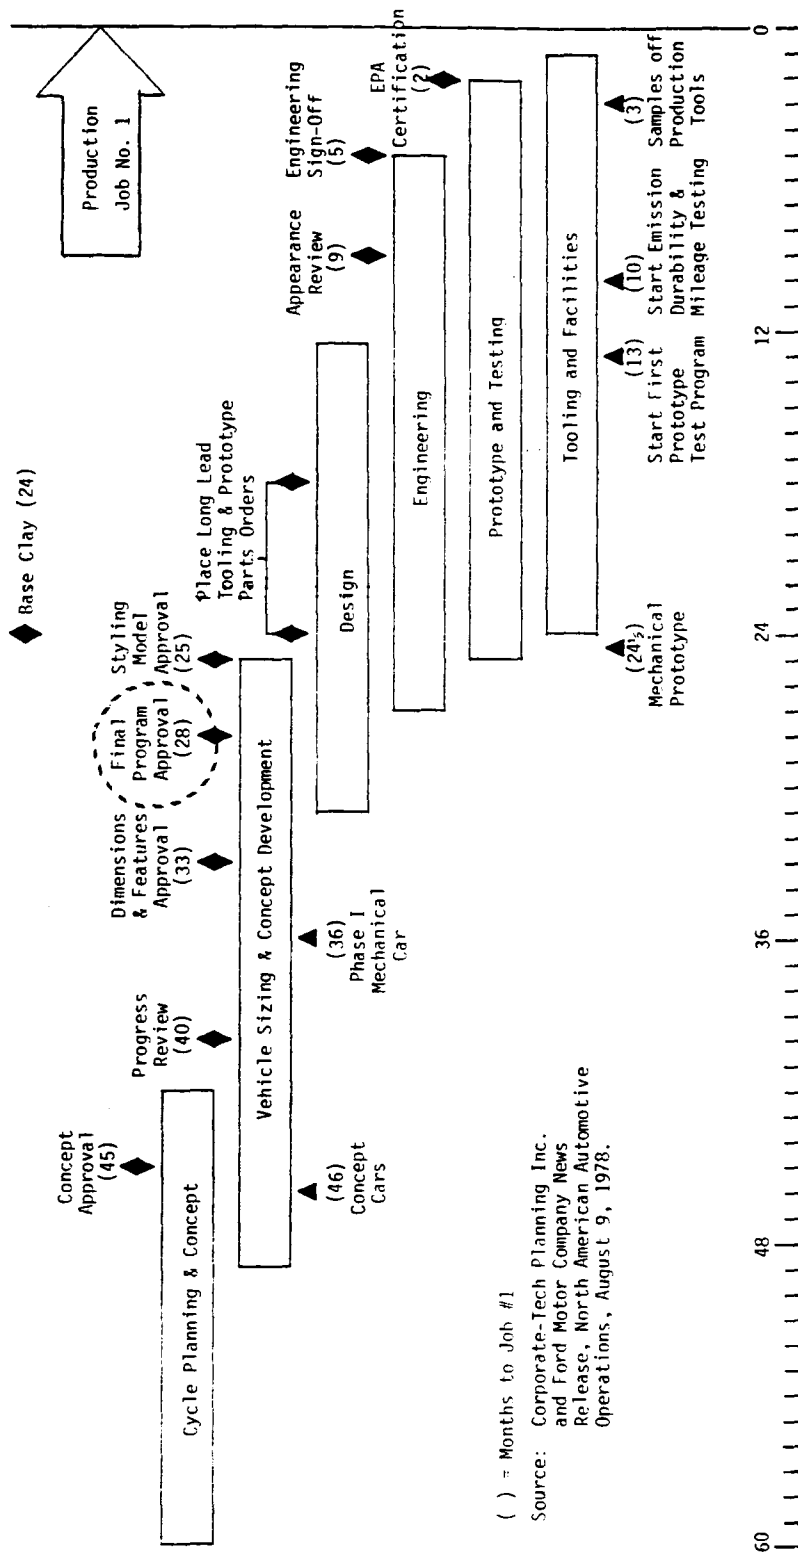 Base Clay (24)
Production
Job No. 1
Concept
Approval
(45)
Progress
Review
(40)
Dimensions
& Features
Approval
(33)
Final
Program
Approval
(28)
Styling
Model
Approval
(25)
Place Long Lead
Tooling & Prototype
Parts Orders
Appearance
Review
(9)
Engineering
Sign-Off
(5)
EPA
Certification
(2)
Cycle Planning & Concept
Vehicle Sizing & Concept Development
Design
Engineering
Prototype and Testing
Tooling and Facilities
(46)
Concept
Cars
(36)
Phase I
Mechanical
Car
(24½)
Mechanical
Prototype
(13)
Start First
Prototype
Test Program
(10)
Start Emission
Durability &
Mileage Testing
(3)
Samples off
Production
Tools
( ) = Months to Job #1
Source: Corporate-Tech Planning Inc.
and Ford Motor Company News
Release, North American Automotive
Operations, August 9, 1978.
60 48 36 24 12 0